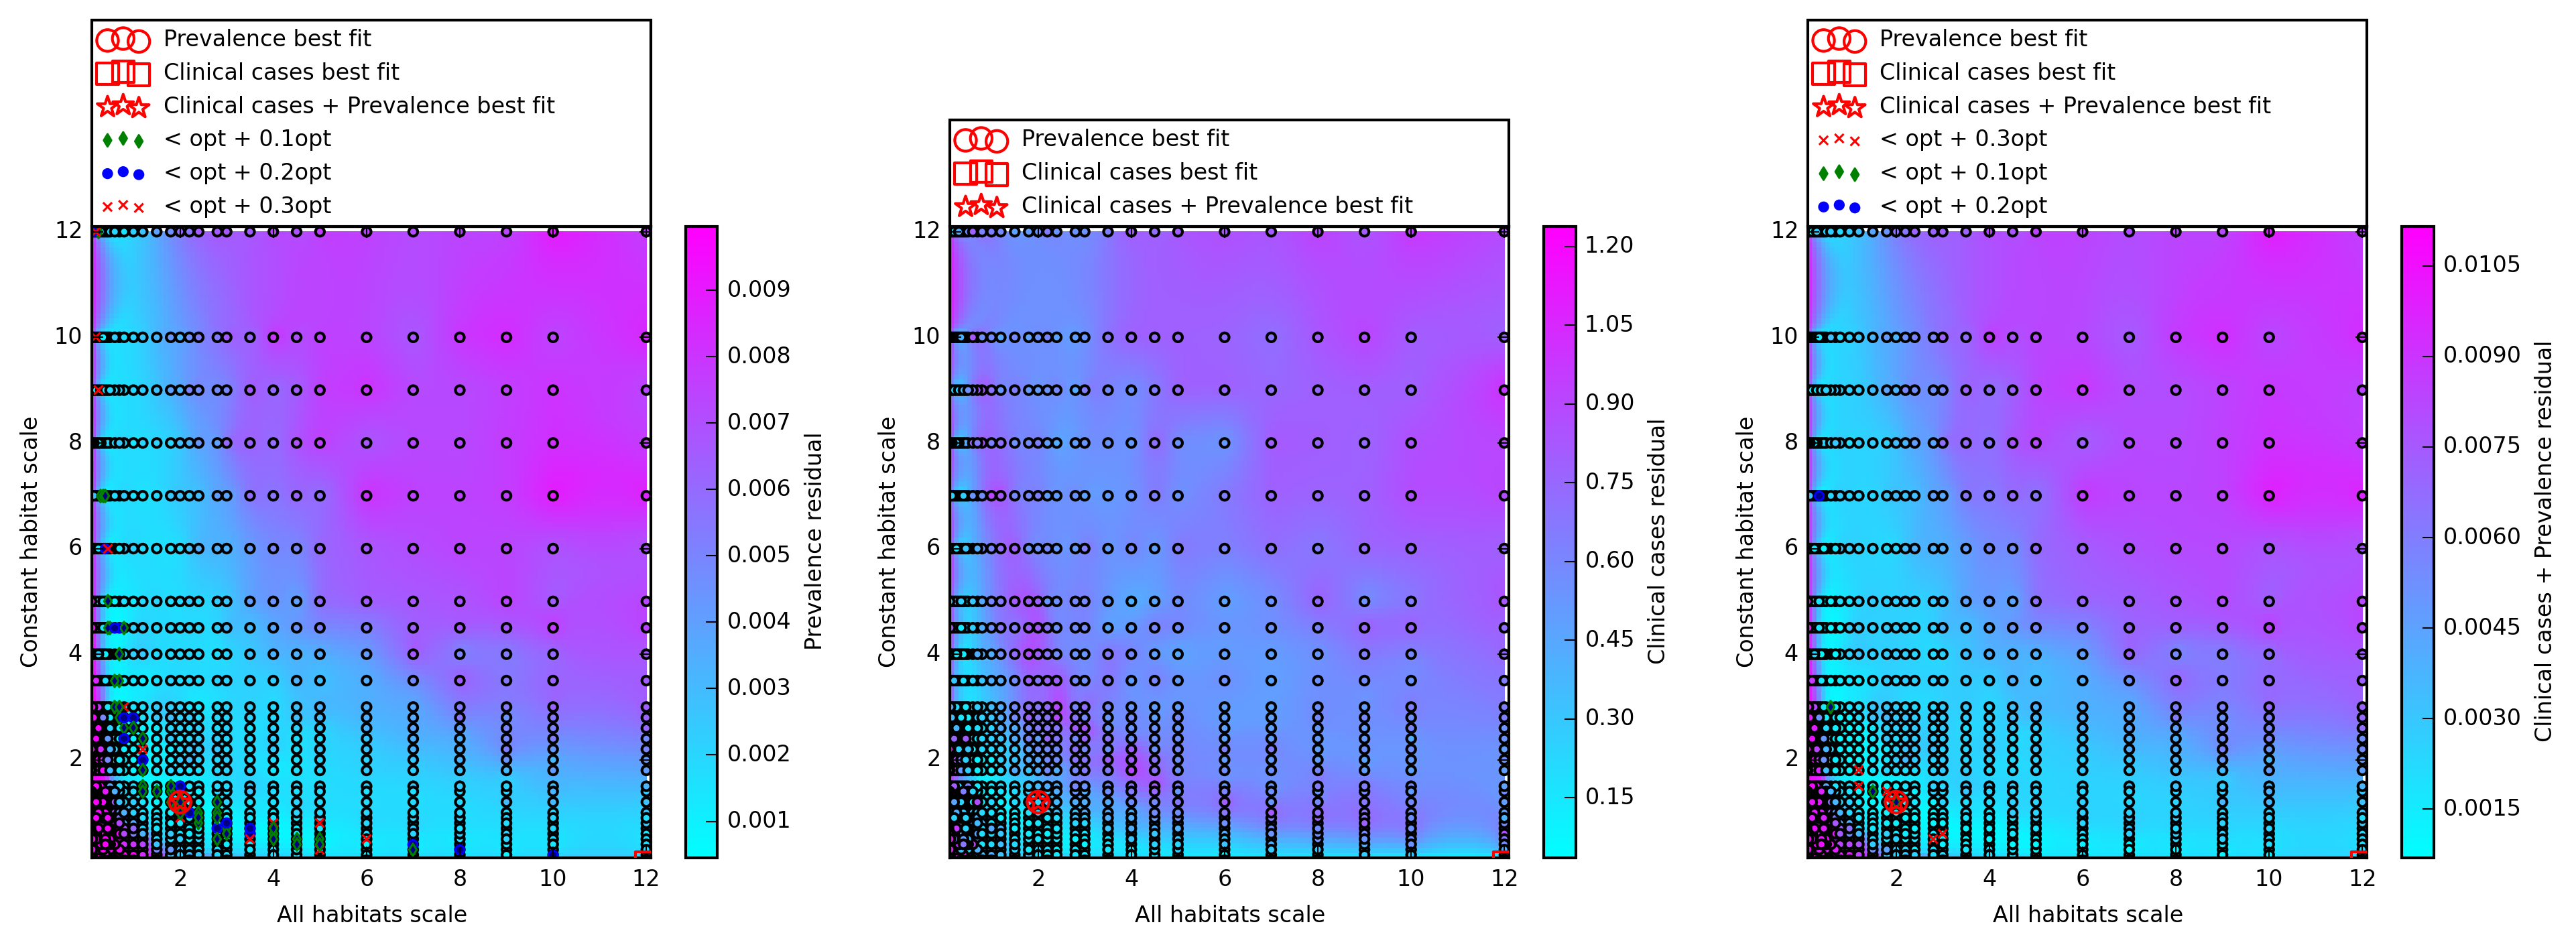 Prevalence best fit
Clinical cases best fit
Clinical cases + Prevalence best fit
< opt + 0.1opt
< opt + 0.2opt
< opt + 0.3opt
12
10
8
6
4
2
Constant habitat scale
2 4 6 8 10 12
All habitats scale
0.009
0.008
0.007
0.006
0.005
0.004
0.003
0.002
0.001
Prevalence residual
Prevalence best fit
Clinical cases best fit
Clinical cases + Prevalence best fit
12
10
8
6
4
2
Constant habitat scale
2 4 6 8 10 12
All habitats scale
1.20
1.05
0.90
0.75
0.60
0.45
0.30
0.15
Clinical cases residual
Prevalence best fit
Clinical cases best fit
Clinical cases + Prevalence best fit
< opt + 0.3opt
< opt + 0.1opt
< opt + 0.2opt
12
10
8
6
4
2
Constant habitat scale
2 4 6 8 10 12
All habitats scale
0.0105
0.0090
0.0075
0.0060
0.0045
0.0030
0.0015
Clinical cases + Prevalence residual